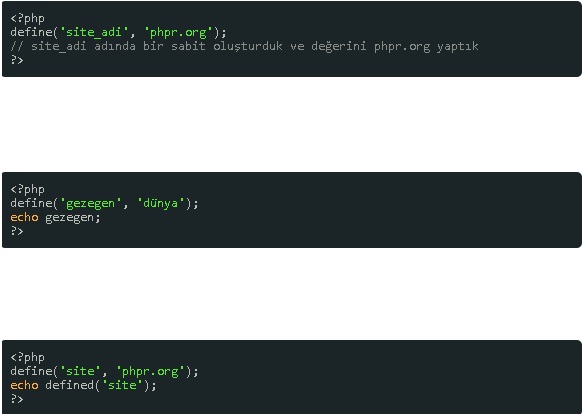 <?php
define('site_adi', 'phpr.org');
// site_adi adında bir sabit oluşturduk ve değerini phpr.org yaptık
?>
<?php
define('gezegen', 'dünya');
echo gezegen;
?>
<?php
define('site', 'phpr.org');
echo defined('site');
?>